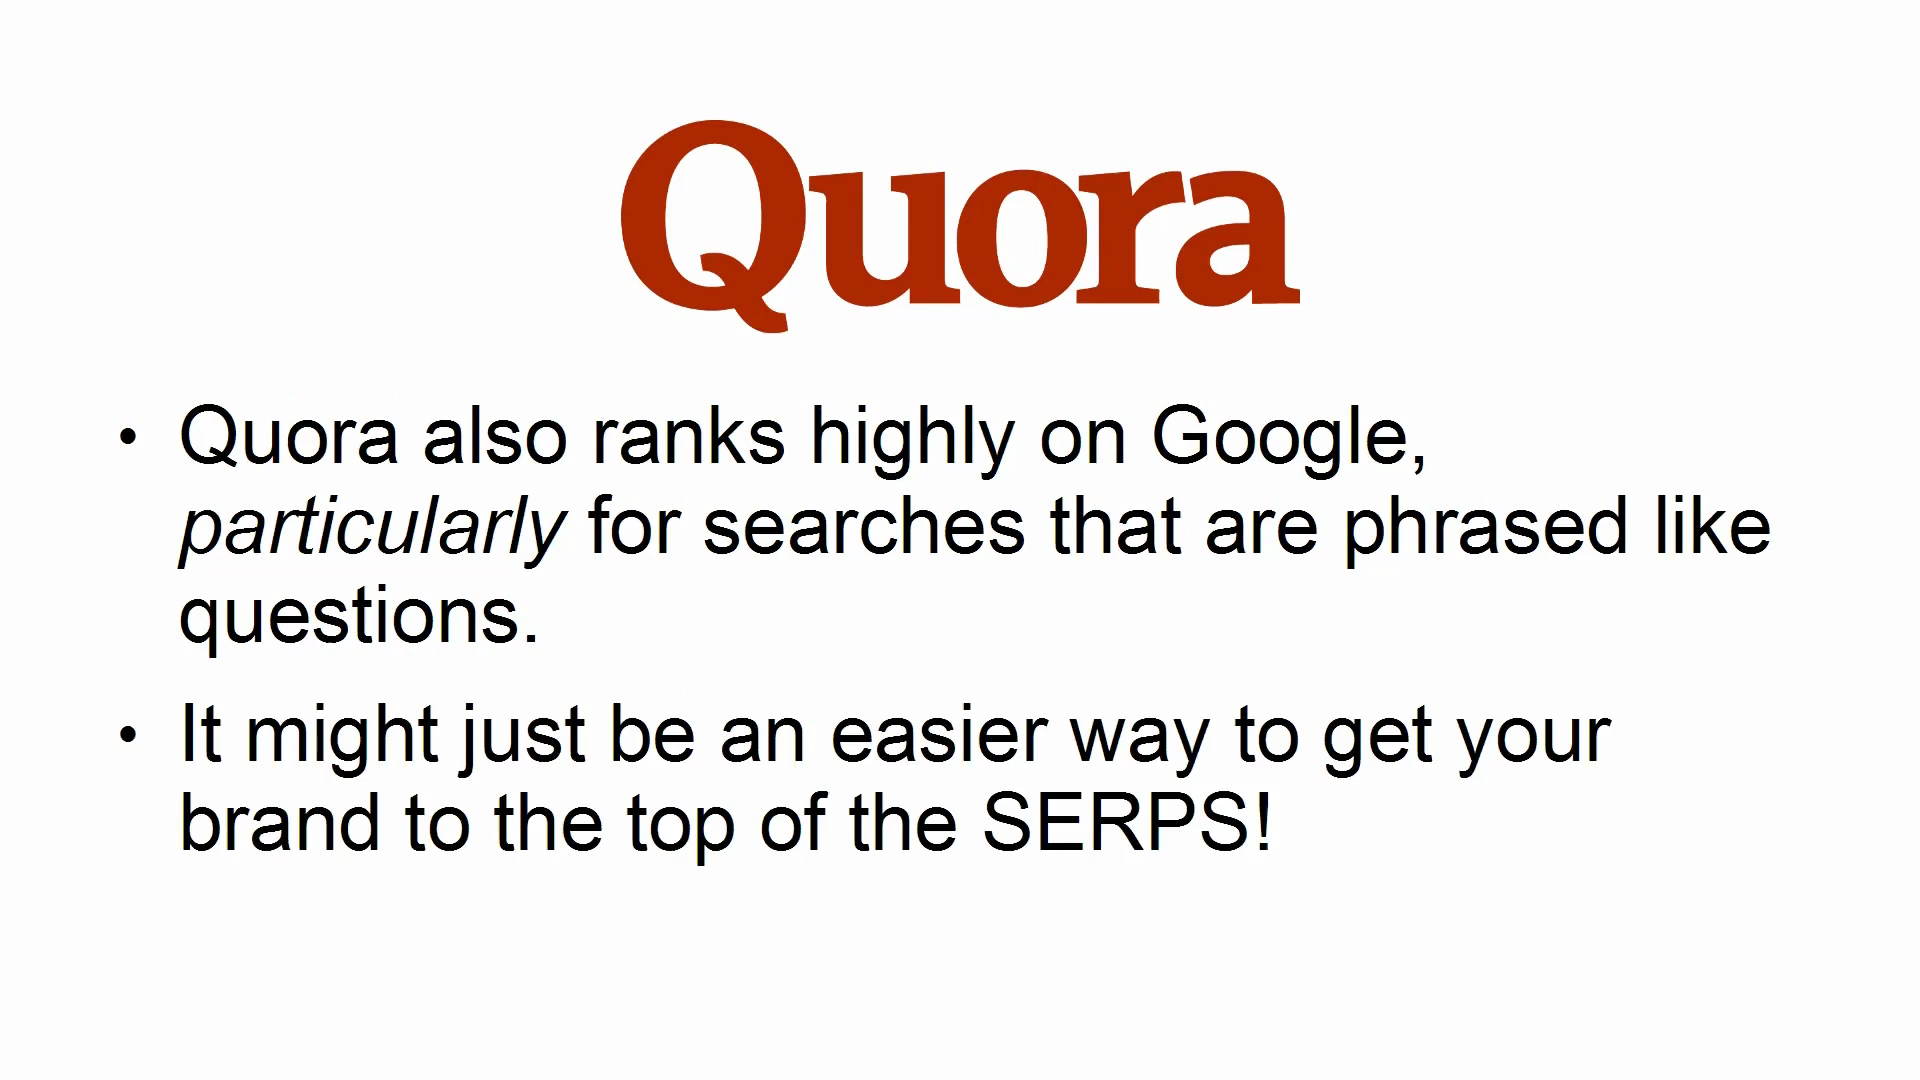 Quora
• Quora also ranks highly on Google,
particularly for searches that are phrased like
questions.
• It might just be an easier way to get your
brand to the top of the SERPS!